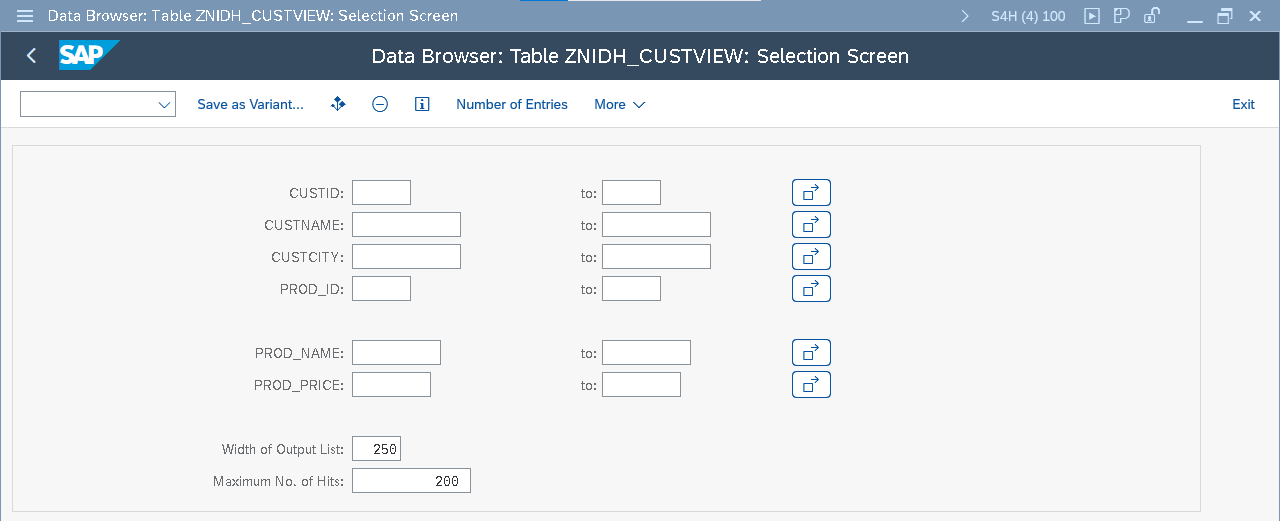 Data Browser: Table ZNIDH_CUSTVIEW: Selection Screen S4H (4) 100
SAP Data Browser: Table ZNIDH_CUSTVIEW: Selection Screen
Save as Variant... Number of Entries More Exit
CUSTID: to:
CUSTNAME: to:
CUSTCITY: to:
PROD_ID: to:
PROD_NAME: to:
PROD_PRICE: to:
Width of Output List: 250
Maximum No. of Hits: 200